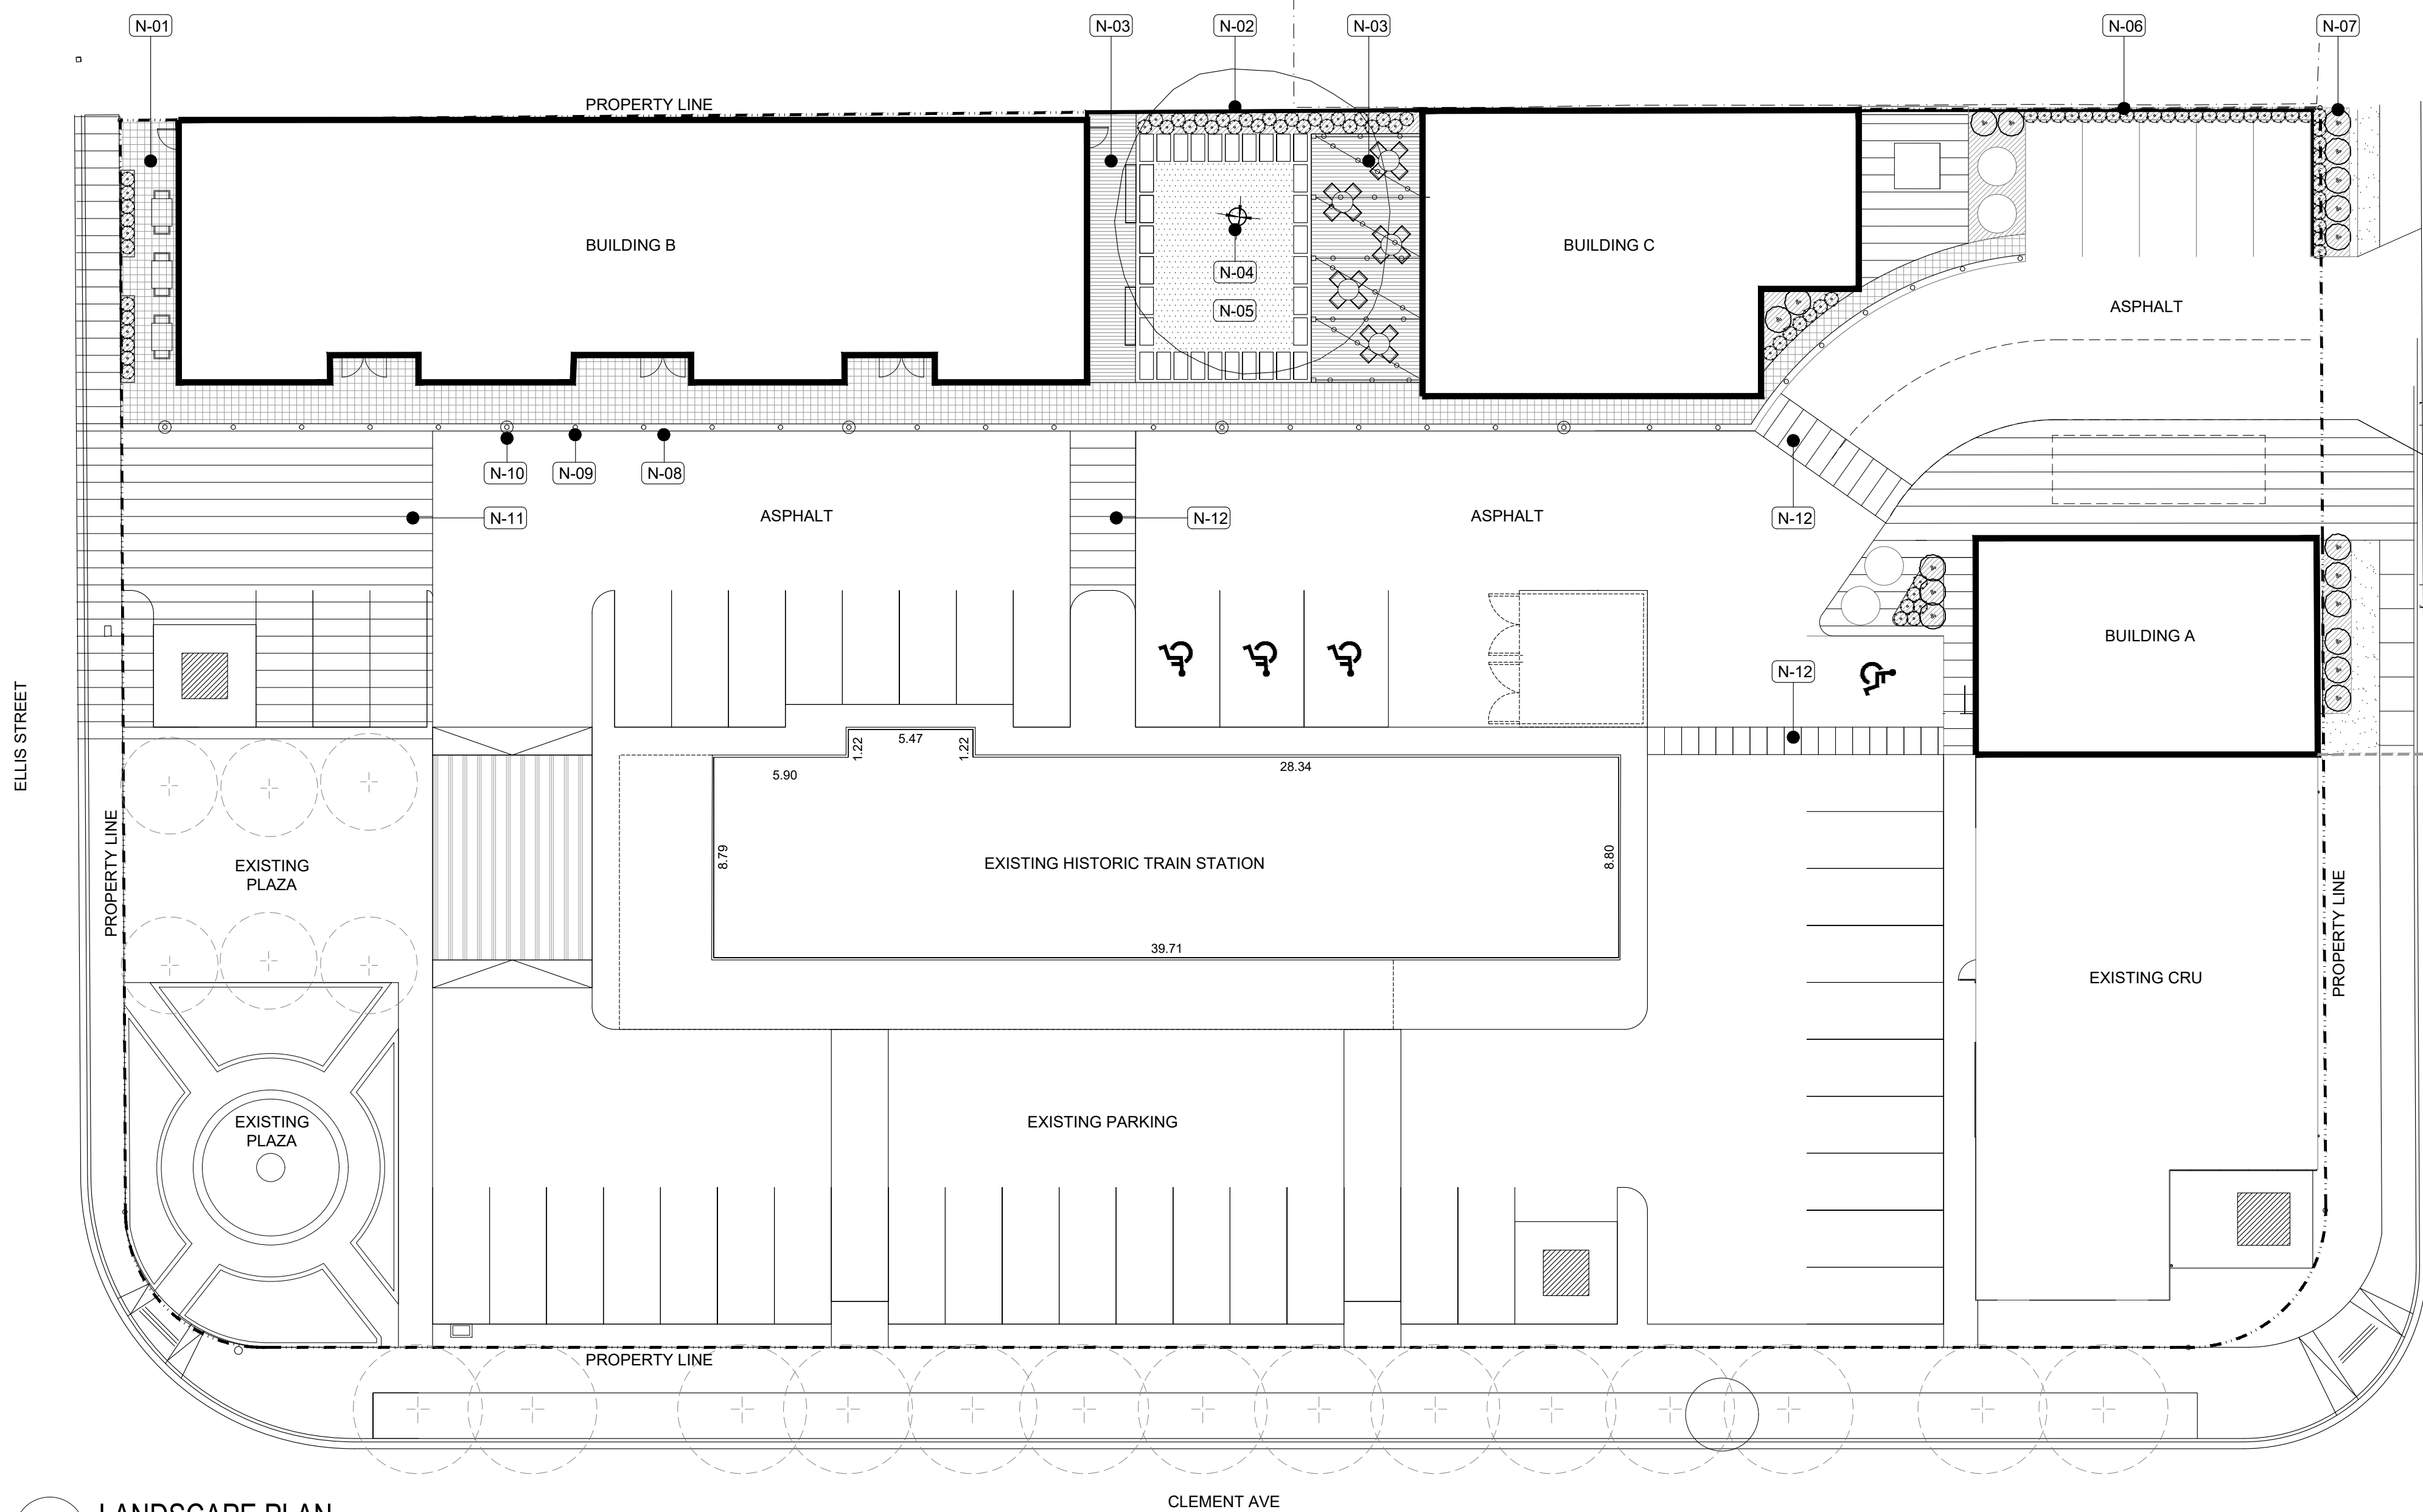 N-01
N-03
N-02
N-03
N-06
N-07
PROPERTY LINE
BUILDING B
BUILDING C
N-04
N-05
ASPHALT
N-10
N-09
N-08
N-11
ASPHALT
N-12
ASPHALT
N-12
BUILDING A
N-12
ELLIS STREET
5.47
1.22
1.22
5.90
28.34
PROPERTY LINE
EXISTING
PLAZA
8.79
EXISTING HISTORIC TRAIN STATION
8.80
39.71
PROPERTY LINE
EXISTING CRU
EXISTING
PLAZA
EXISTING PARKING
PROPERTY LINE
CLEMENT AVE
LANDSCAPE PLAN